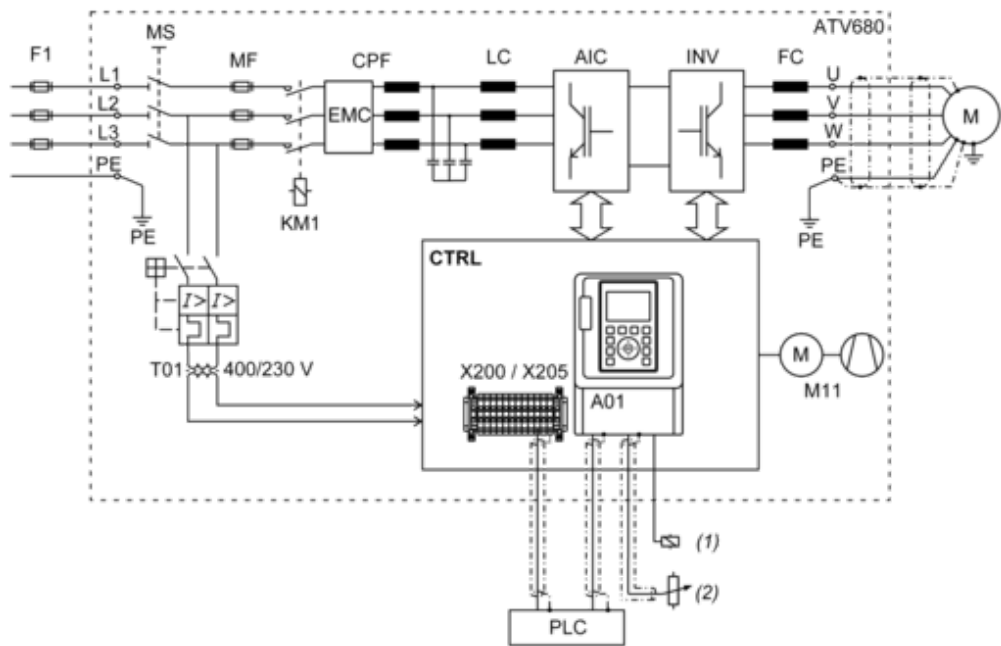 ATV680
F1 MS MF CPF LC AIC INV FC
L1
L2
L3
PE
EMC
U
V
W
PE
M
PE
KM1
PE
CTRL
I> I>
T01 400/230 V
X200 / X205
A01
M
M11
(1)
(2)
PLC